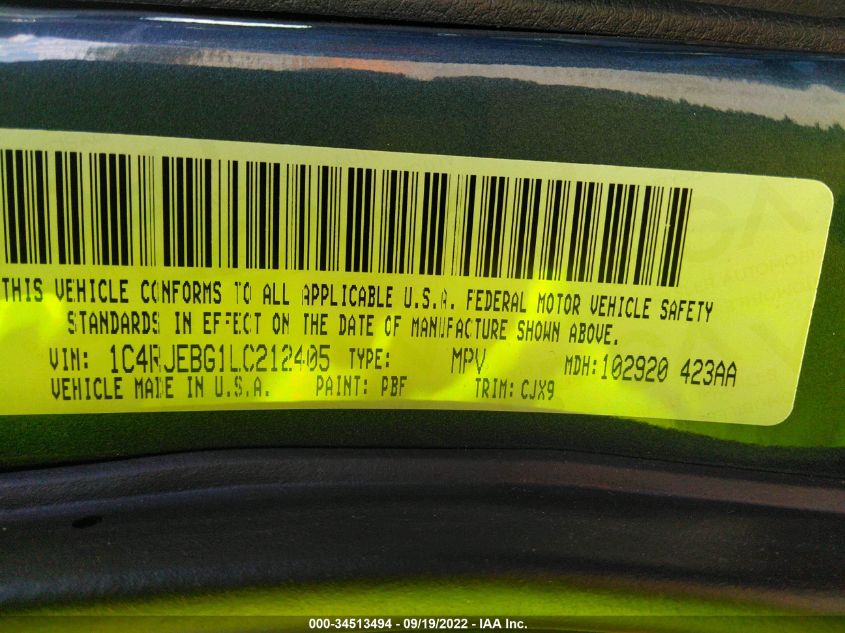 THIS VEHICLE CONFORMS TO ALL APPLICABLE U.S.A. FEDERAL MOTOR VEHICLE SAFETY
STANDARDS IN EFFECT ON THE DATE OF MANUFACTURE SHOWN ABOVE.
VIN: 1C4RJEBG1LC212405 TYPE: MPV MDH: 102920 423AA
VEHICLE MADE IN U.S.A. PAINT: PBF TRIM: CJX9
000-34513494 - 09/19/2022 - IAA Inc.